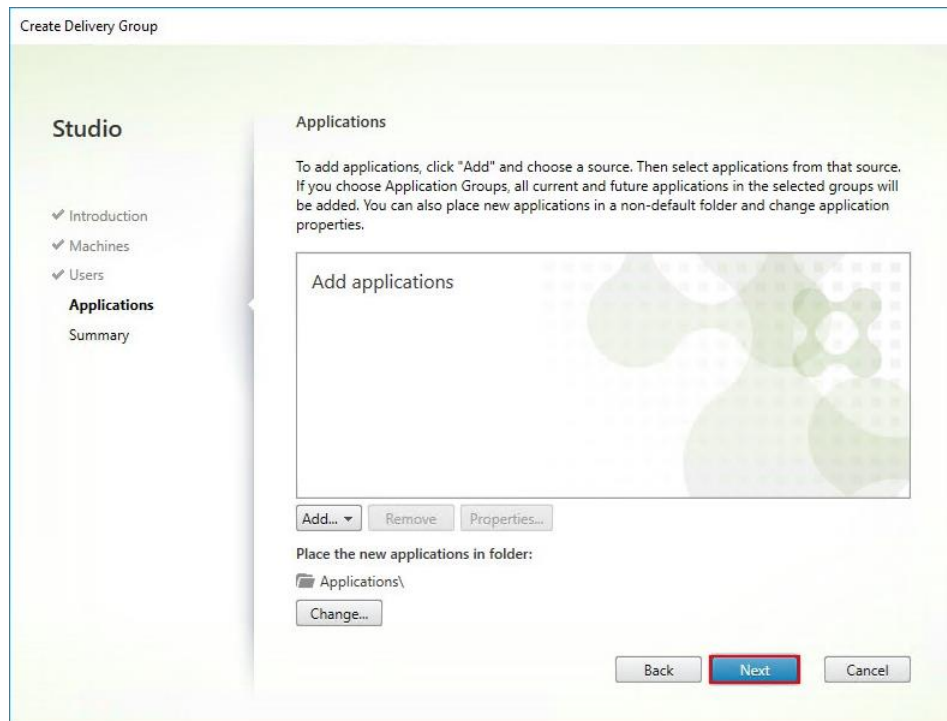 Create Delivery Group
Studio
Introduction
Machines
Users
Applications
Summary
Applications
To add applications, click "Add" and choose a source. Then select applications from that source.
If you choose Application Groups, all current and future applications in the selected groups will
be added. You can also place new applications in a non-default folder and change application
properties.
Add applications
Add...
Remove
Properties...
Place the new applications in folder:
Applications\
Change...
Back
Next
Cancel